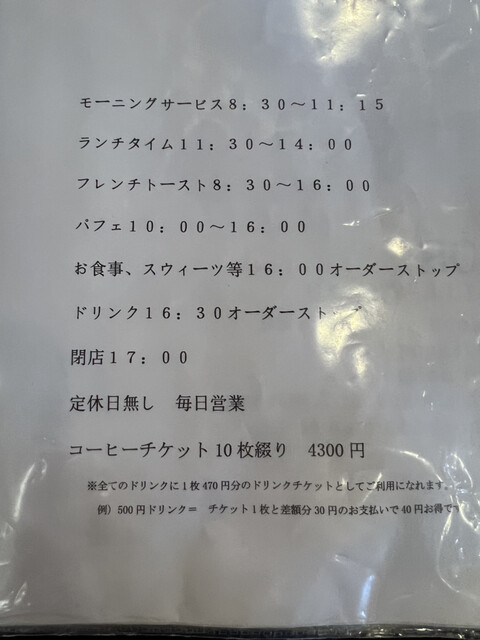 モーニングサービス8：30～11：15
ランチタイム11：30～14：00
フレンチトースト8：30～16：00
パフェ10：00～16：00
お食事、スウィーツ等16：00オーダーストップ
ドリンク16：30オーダーストップ
閉店17：00
定休日無し　毎日営業
コーヒーチケット10枚綴り　4300円
※全てのドリンクに1枚470円分のドリンクチケットとしてご利用になれます。
例）500円ドリンク＝　チケット1枚と差額分30円のお支払いで40円お得で